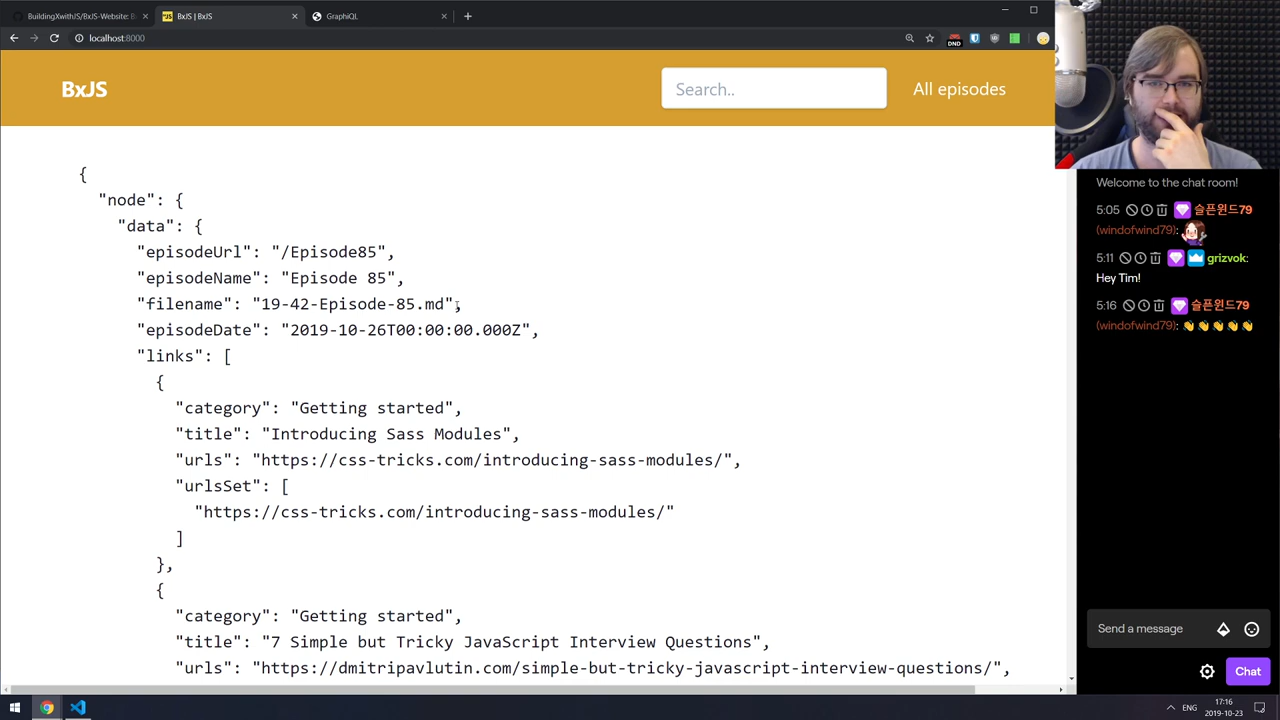 BuildingXwithJS/BxJS-Website: B
BxJS | BxJS
GraphiQL
localhost:8000
DND
BxJS
Search..
All episodes
{
"node": {
"data": {
"episodeUrl": "/Episode85",
"episodeName": "Episode 85",
"filename": "19-42-Episode-85.md",
"episodeDate": "2019-10-26T00:00:00.000Z",
"links": [
{
"category": "Getting started",
"title": "Introducing Sass Modules",
"urls": "https://css-tricks.com/introducing-sass-modules/",
"urlsSet": [
"https://css-tricks.com/introducing-sass-modules/"
]
},
{
"category": "Getting started",
"title": "7 Simple but Tricky JavaScript Interview Questions",
"urls": "https://dmitripavlutin.com/simple-but-tricky-javascript-interview-questions/",
Welcome to the chat room!
5:05 슬픈윈드79
(windofwind79):
5:11 grizvok:
Hey Tim!
5:16 슬픈윈드79
(windofwind79): 👏👏👏👏👏
Send a message
Chat
ENG
17:16
2019-10-23